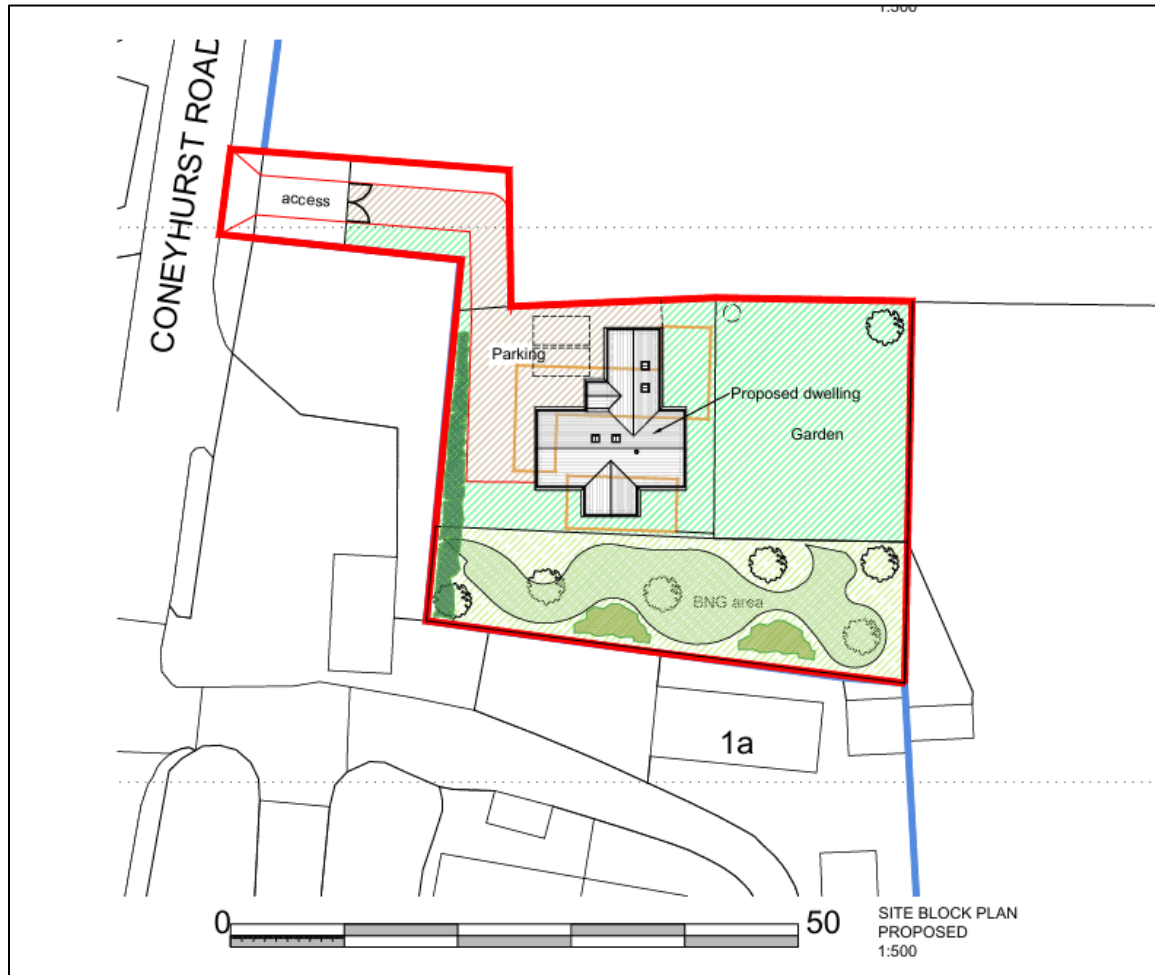 1:500
CONEYHURST ROAD
access
Parking
Proposed dwelling
Garden
BNG area
1a
0
50
SITE BLOCK PLAN
PROPOSED
1:500